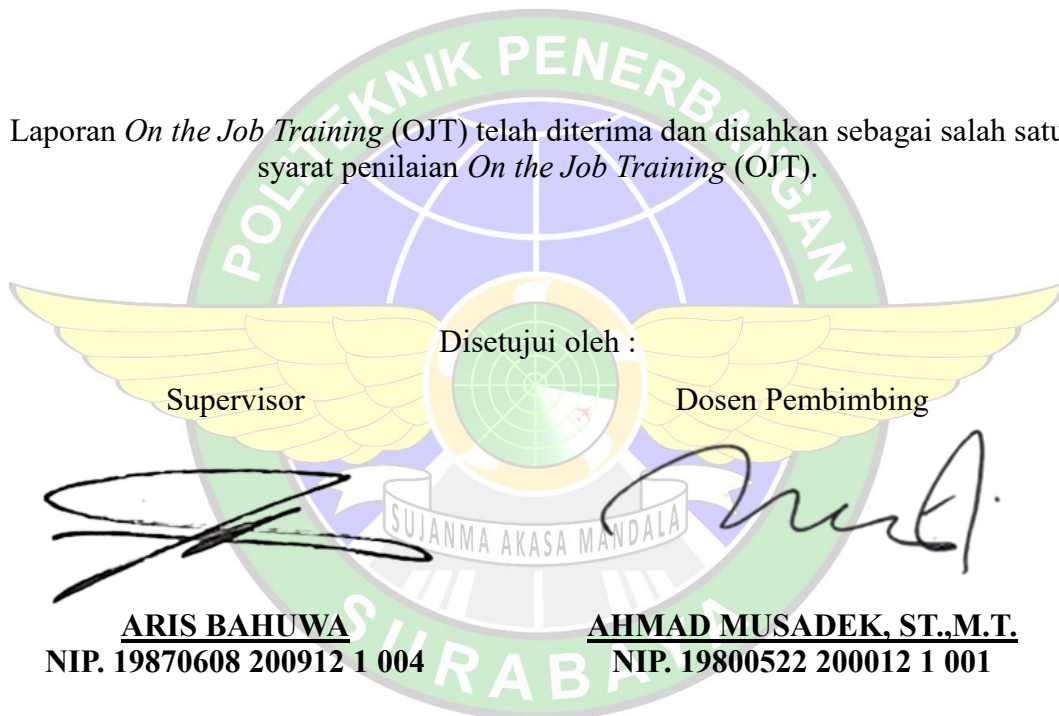 POLITEKNIK PENERBANGAN
Laporan On the Job Training (OJT) telah diterima dan disahkan sebagai salah satu
syarat penilaian On the Job Training (OJT).
Disetujui oleh :
Supervisor Dosen Pembimbing
SUJANMA AKASA MANDALA
ARIS BAHUWA AHMAD MUSADEK, ST.,M.T.
NIP. 19870608 200912 1 004 NIP. 19800522 200012 1 001
SURABAYA